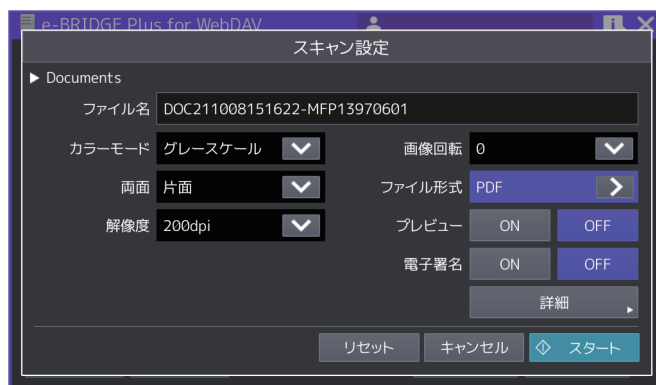 e-BRIDGE Plus for WebDAV
スキャン設定
Documents
ファイル名 DOC211008151622-MFP13970601
カラーモード グレースケール 画像回転 0
両面 片面 ファイル形式 PDF
解像度 200dpi プレビュー ON OFF
電子署名 ON OFF
詳細
リセット キャンセル スタート